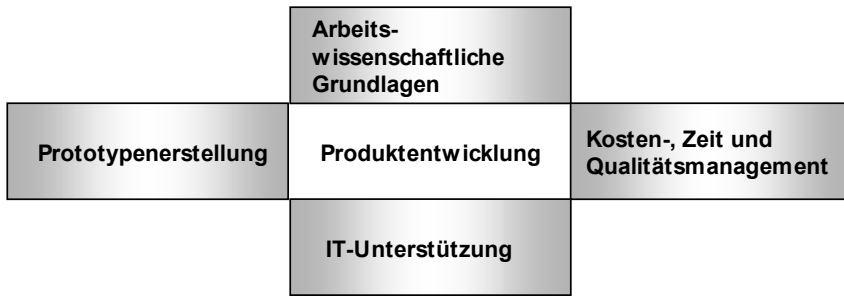 Arbeits-
wissenschaftliche
Grundlagen
Prototypenerstellung
Produktentwicklung
Kosten-, Zeit und
Qualitätsmanagement
IT-Unterstützung